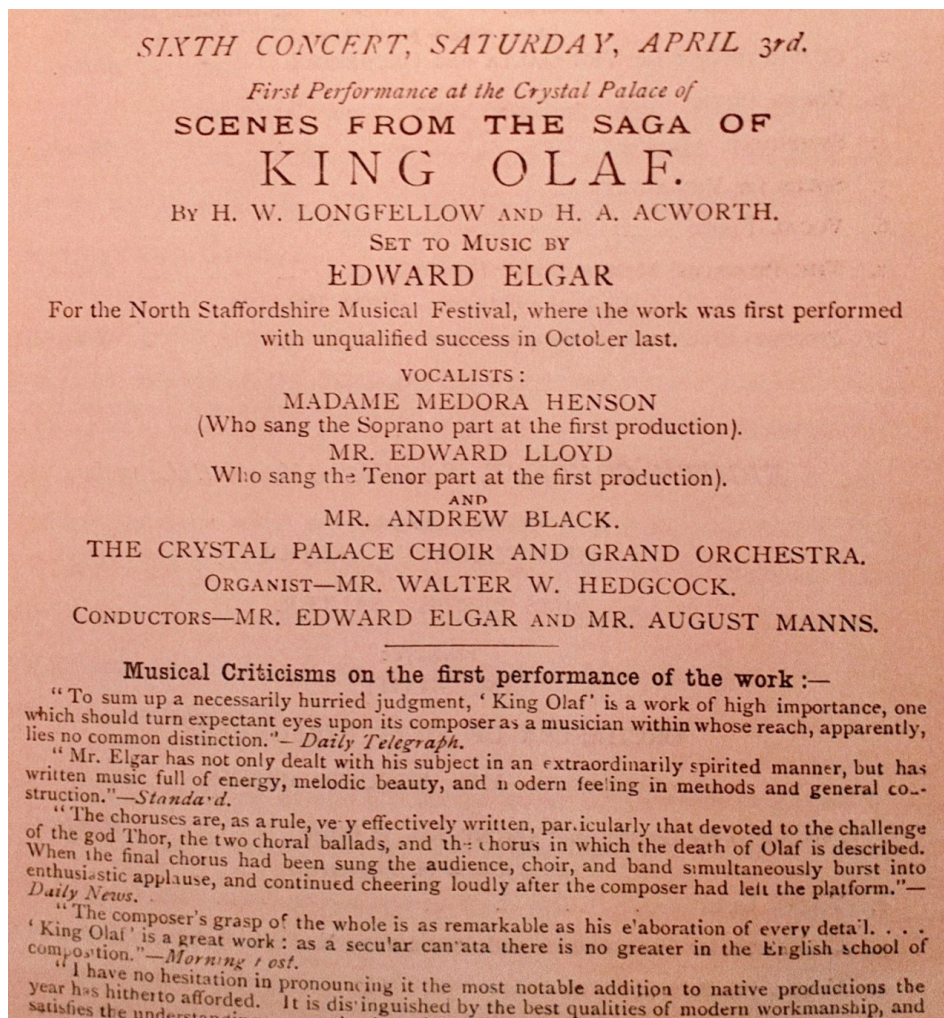 SIXTH CONCERT, SATURDAY, APRIL 3rd.
First Performance at the Crystal Palace of
SCENES FROM THE SAGA OF
KING OLAF.
BY H. W. LONGFELLOW AND H. A. ACWORTH.
SET TO MUSIC BY
EDWARD ELGAR
For the North Staffordshire Musical Festival, where the work was first performed
with unqualified success in October last.
VOCALISTS:
MADAME MEDORA HENSON
(Who sang the Soprano part at the first production).
MR. EDWARD LLOYD
Who sang the Tenor part at the first production).
AND
MR. ANDREW BLACK.
THE CRYSTAL PALACE CHOIR AND GRAND ORCHESTRA.
ORGANIST—MR. WALTER W. HEDGCOCK.
CONDUCTORS—MR. EDWARD ELGAR AND MR. AUGUST MANNS.
Musical Criticisms on the first performance of the work:—
"To sum up a necessarily hurried judgment, 'King Olaf' is a work of high importance, one
which should turn expectant eyes upon its composer as a musician within whose reach, apparently,
lies no common distinction."—Daily Telegraph.
"Mr. Elgar has not only dealt with his subject in an extraordinarily spirited manner, but has
written music full of energy, melodic beauty, and modern feeling in methods and general con-
struction."—Standard.
"The choruses are, as a rule, very effectively written, particularly that devoted to the challenge
of the god Thor, the two choral ballads, and the chorus in which the death of Olaf is described.
When the final chorus had been sung the audience, choir, and band simultaneously burst into
enthusiastic applause, and continued cheering loudly after the composer had left the platform."—
Daily News.
"The composer's grasp of the whole is as remarkable as his elaboration of every detail. . . .
'King Olaf' is a great work: as a secular cantata there is no greater in the English school of
composition."—Morning Post.
"I have no hesitation in pronouncing it the most notable addition to native productions the
year has hitherto afforded. It is distinguished by the best qualities of modern workmanship, and
satisfies the